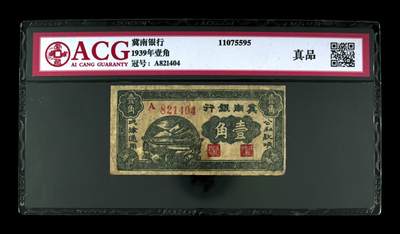 ACG
AI CANG GUARANTY
冀南银行
1939年壹角
冠号：A821404
11075595
真品
A 821404
行銀南冀
角壹